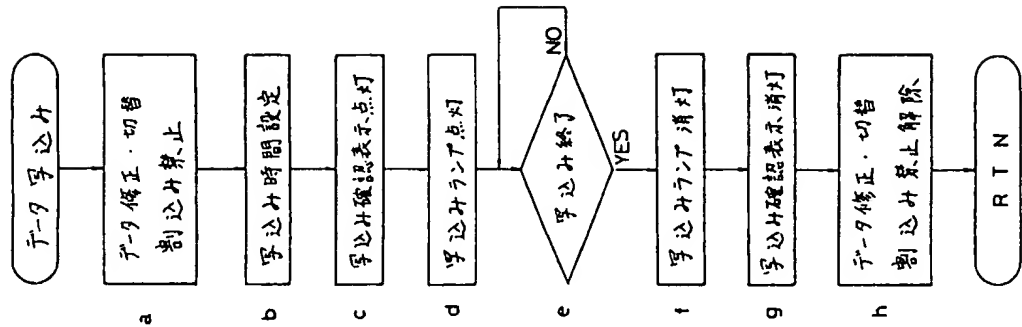 データ写込み
a
データ修正・切替
割込み禁止
b
写込み時間設定
c
写込み確認表示点灯
d
写込みランプ点灯
e
写込み終了
NO
YES
f
写込みランプ消灯
g
写込み確認表示消灯
h
データ修正・切替
割込み禁止解除
RTN